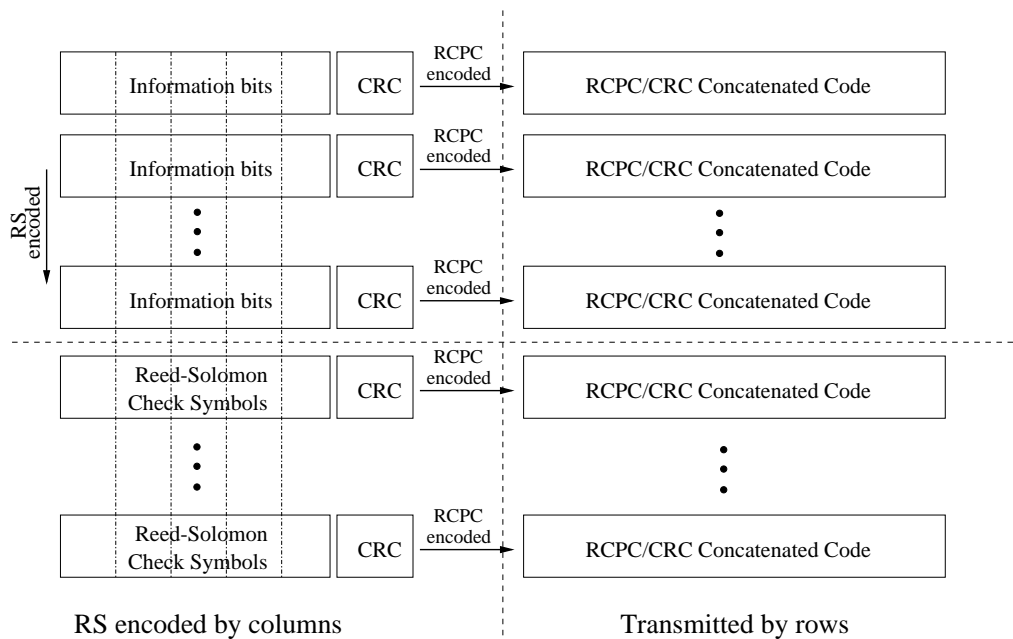 RCPC
encoded
Information bits
CRC
RCPC/CRC Concatenated Code
RCPC
encoded
Information bits
CRC
RCPC/CRC Concatenated Code
RS
encoded
RCPC
encoded
Information bits
CRC
RCPC/CRC Concatenated Code
RCPC
encoded
Reed-Solomon
Check Symbols
CRC
RCPC/CRC Concatenated Code
RCPC
encoded
Reed-Solomon
Check Symbols
CRC
RCPC/CRC Concatenated Code
RS encoded by columns
Transmitted by rows